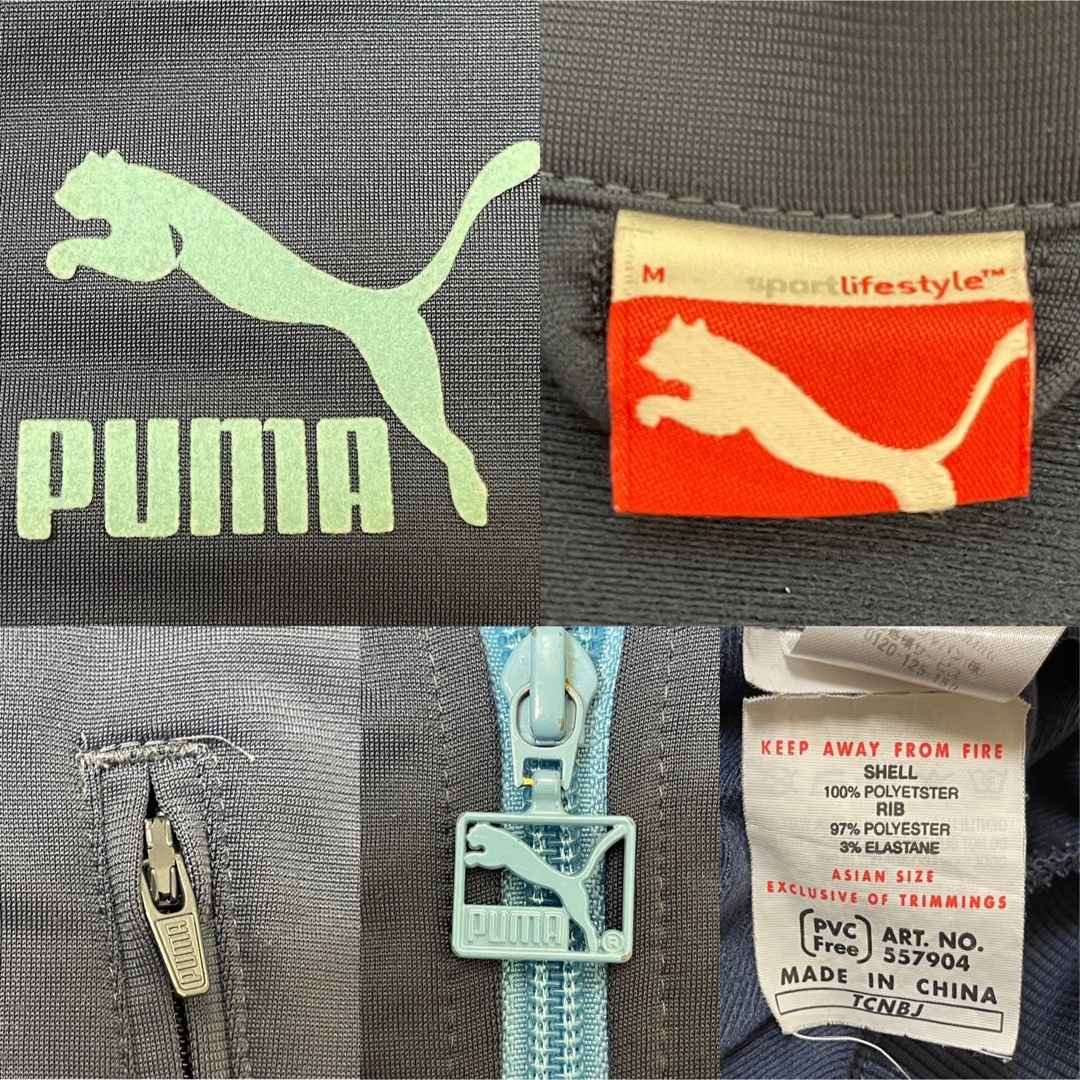 PUMA
M
sportlifestyle™
PUMA
PUMA®
KEEP AWAY FROM FIRE
SHELL
100% POLYETSTER
RIB
97% POLYESTER
3% ELASTANE
ASIAN SIZE
EXCLUSIVE OF TRIMMINGS
PVC Free
ART. NO.
557904
MADE IN CHINA
TCNBJ